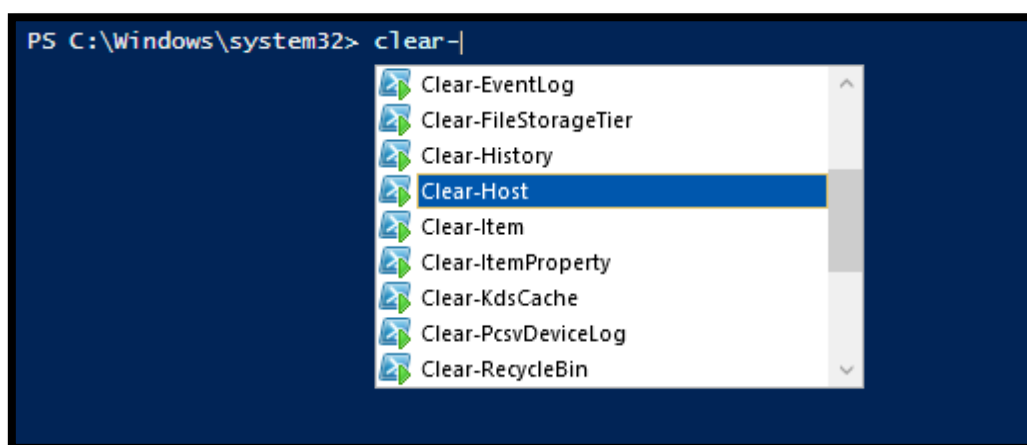 PS C:\Windows\system32> clear-
Clear-EventLog
Clear-FileStorageTier
Clear-History
Clear-Host
Clear-Item
Clear-ItemProperty
Clear-KdsCache
Clear-PcsvDeviceLog
Clear-RecycleBin